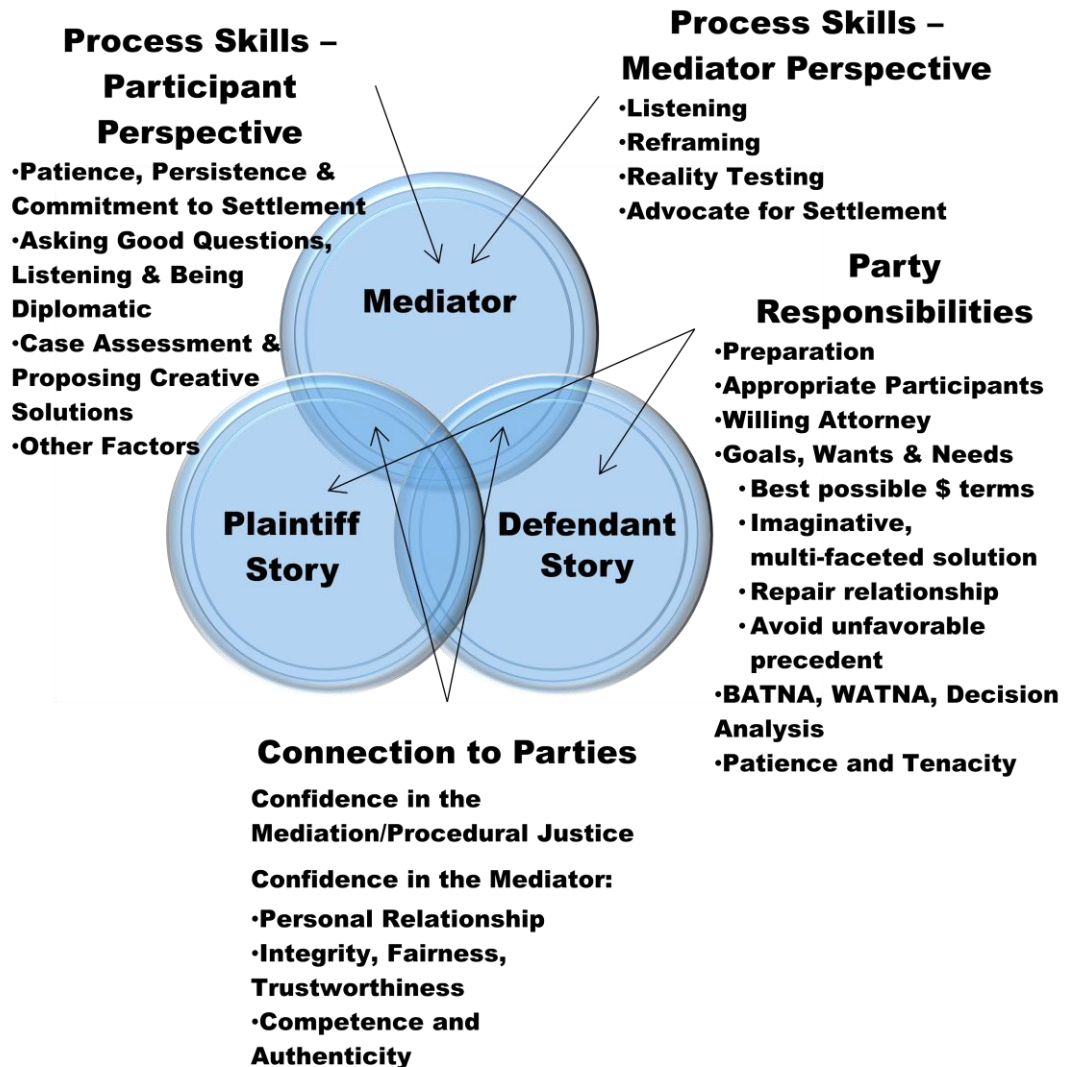 Process Skills –
Participant
Perspective
•Patience, Persistence &
Commitment to Settlement
•Asking Good Questions,
Listening & Being
Diplomatic
•Case Assessment &
Proposing Creative
Solutions
•Other Factors
Process Skills –
Mediator Perspective
•Listening
•Reframing
•Reality Testing
•Advocate for Settlement
Mediator
Plaintiff
Story
Defendant
Story
Party
Responsibilities
•Preparation
•Appropriate Participants
•Willing Attorney
•Goals, Wants & Needs
•Best possible $ terms
•Imaginative,
multi-faceted solution
•Repair relationship
•Avoid unfavorable
precedent
•BATNA, WATNA, Decision
Analysis
•Patience and Tenacity
Connection to Parties
Confidence in the
Mediation/Procedural Justice
Confidence in the Mediator:
•Personal Relationship
•Integrity, Fairness,
Trustworthiness
•Competence and
Authenticity